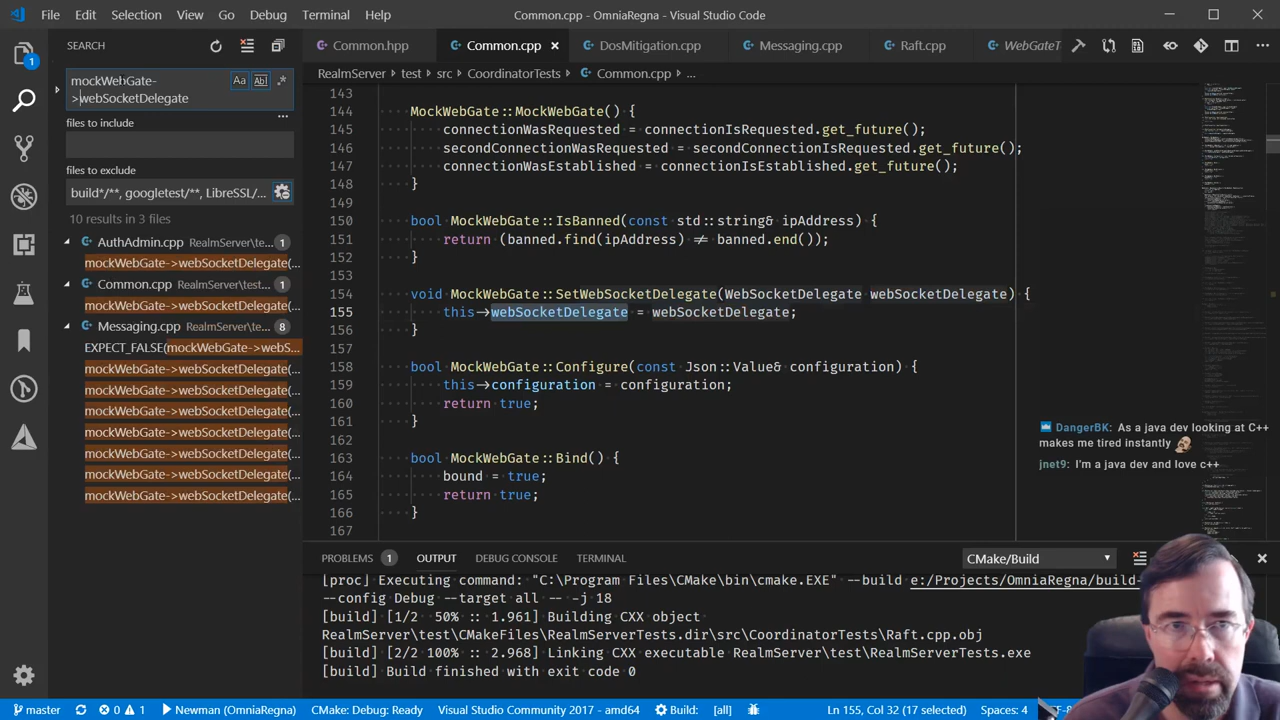 File Edit Selection View Go Debug Terminal Help Common.cpp - OmniaRegna - Visual Studio Code
SEARCH
Common.hpp Common.cpp DosMitigation.cpp Messaging.cpp Raft.cpp WebGateT
1
mockWebGate-
>webSocketDelegate
RealmServer > test > src > CoordinatorTests > Common.cpp > ...
files to include
files to exclude
build*/**, googletest/**, LibreSSL/...
10 results in 3 files
AuthAdmin.cpp RealmServer\te... 1
mockWebGate->webSocketDelegate(...
Common.cpp RealmServer\test... 1
mockWebGate->webSocketDelegate(...
Messaging.cpp RealmServer\te... 8
EXPECT_FALSE(mockWebGate->webS...
mockWebGate->webSocketDelegate(...
mockWebGate->webSocketDelegate(...
mockWebGate->webSocketDelegate(...
mockWebGate->webSocketDelegate(...
mockWebGate->webSocketDelegate(...
mockWebGate->webSocketDelegate(...
mockWebGate->webSocketDelegate(...
143
144 MockWebGate::MockWebGate() {
145 connectionWasRequested = connectionIsRequested.get_future();
146 secondConnectionWasRequested = secondConnectionIsRequested.get_future();
147 connectionWastEstablished = connectionIsEstablished.get_future();
148 }
149
150 bool MockWebGate::IsBanned(const std::string& ipAddress) {
151 return (banned.find(ipAddress) != banned.end());
152 }
153
154 void MockWebGate::SetWebSocketDelegate(WebSocketDelegate webSocketDelegate) {
155 this->webSocketDelegate = webSocketDelegate;
156 }
157
158 bool MockWebGate::Configure(const Json::Value& configuration) {
159 this->configuration = configuration;
160 return true;
161 }
162
163 bool MockWebGate::Bind() {
164 bound = true;
165 return true;
166 }
167
DangerBK: As a java dev looking at C++
makes me tired instantly
jnet9: I'm a java dev and love c++
PROBLEMS 1 OUTPUT DEBUG CONSOLE TERMINAL CMake/Build
[proc] Executing command: "C:\Program Files\CMake\bin\cmake.EXE" --build e:/Projects/OmniaRegna/build-
--config Debug --target all -- -j 18
[build] [1/2 50% :: 1.961] Building CXX object
RealmServer\test\CMakeFiles\RealmServerTests.dir\src\CoordinatorTests\Raft.cpp.obj
[build] [2/2 100% :: 2.968] Linking CXX executable RealmServer\test\RealmServerTests.exe
[build] Build finished with exit code 0
master 0 1 Newman (OmniaRegna) CMake: Debug: Ready Visual Studio Community 2017 - amd64 Build: [all] Ln 155, Col 32 (17 selected) Spaces: 4